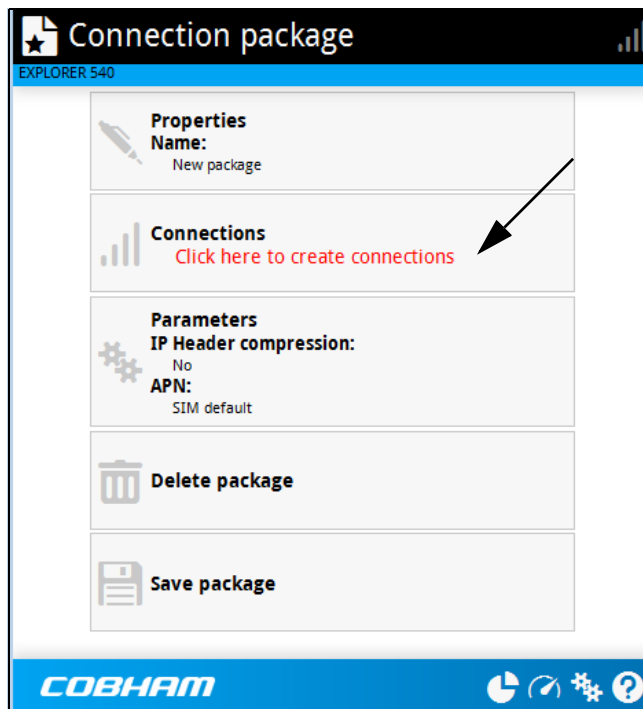 Connection package
EXPLORER 540
Properties
Name:
New package
Connections
Click here to create connections
Parameters
IP Header compression:
No
APN:
SIM default
Delete package
Save package
COBHAM
?